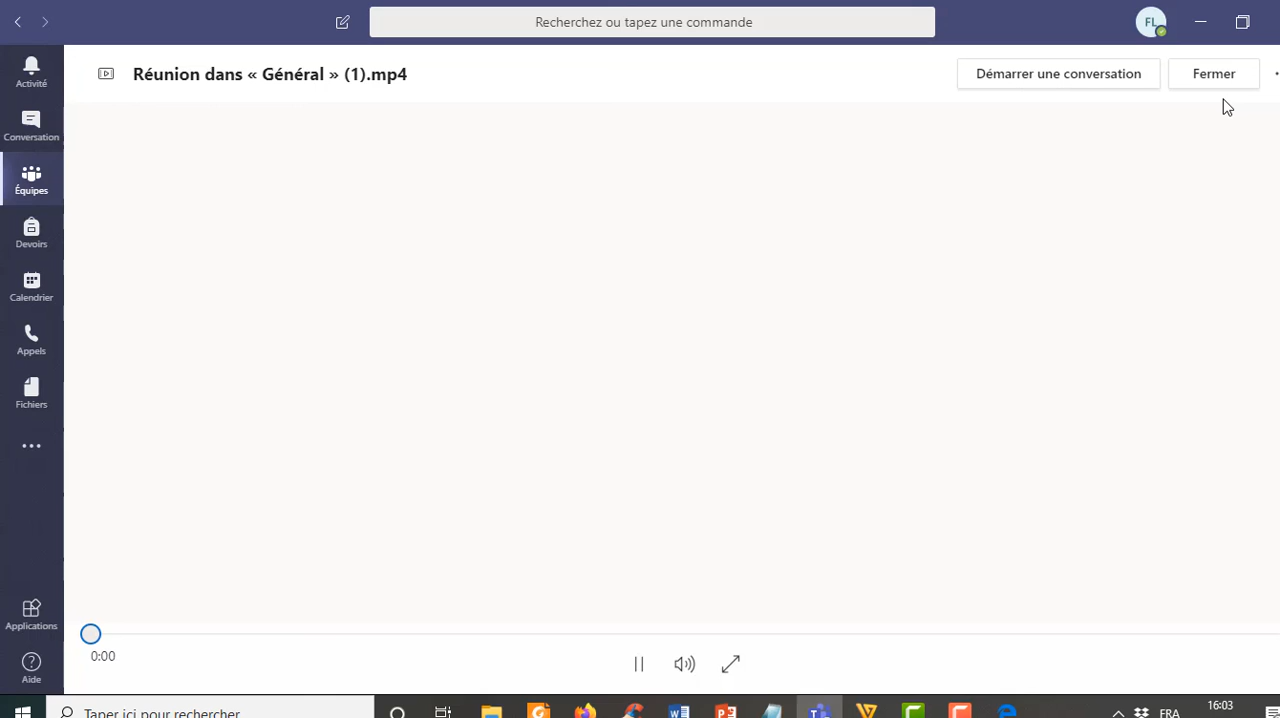 Recherchez ou tapez une commande
FL
Réunion dans « Général » (1).mp4
Démarrer une conversation
Fermer
Activité
Conversation
Équipes
Devoirs
Calendrier
Appels
Fichiers
Applications
Aide
0:00
Taper ici pour rechercher
FRA
16:03